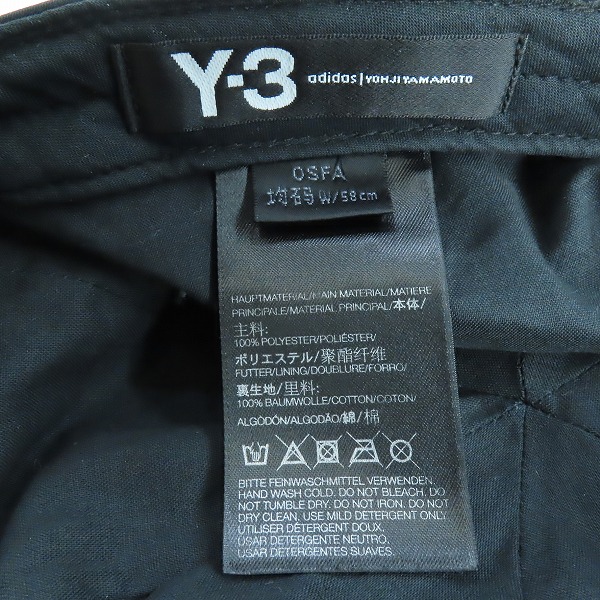 Y-3 adidas | YOHJI YAMAMOTO
OSFA
均码 W/58cm
HAUPTMATERIAL/MAIN MATERIAL/MATIERE
PRINCIPALE/MATERIAL PRINCIPAL/本体/
主料:
100% POLYESTER/POLIÉSTER/
ポリエステル/聚酯纤维
FUTTER/LINING/DOUBLURE/FORRO/
裏生地/里料:
100% BAUMWOLLE/COTTON/COTON/
ALGODÓN/ALGODÃO/綿/棉
BITTE FEINWASCHMITTEL VERWENDEN.
HAND WASH COLD. DO NOT BLEACH. DO
NOT TUMBLE DRY. DO NOT IRON. DO NOT
DRY CLEAN. USE MILD DETERGENT ONLY
UTILISER DÉTERGENT DOUX.
USAR DETERGENTE NEUTRO.
USAR DETERGENTES SUAVES.